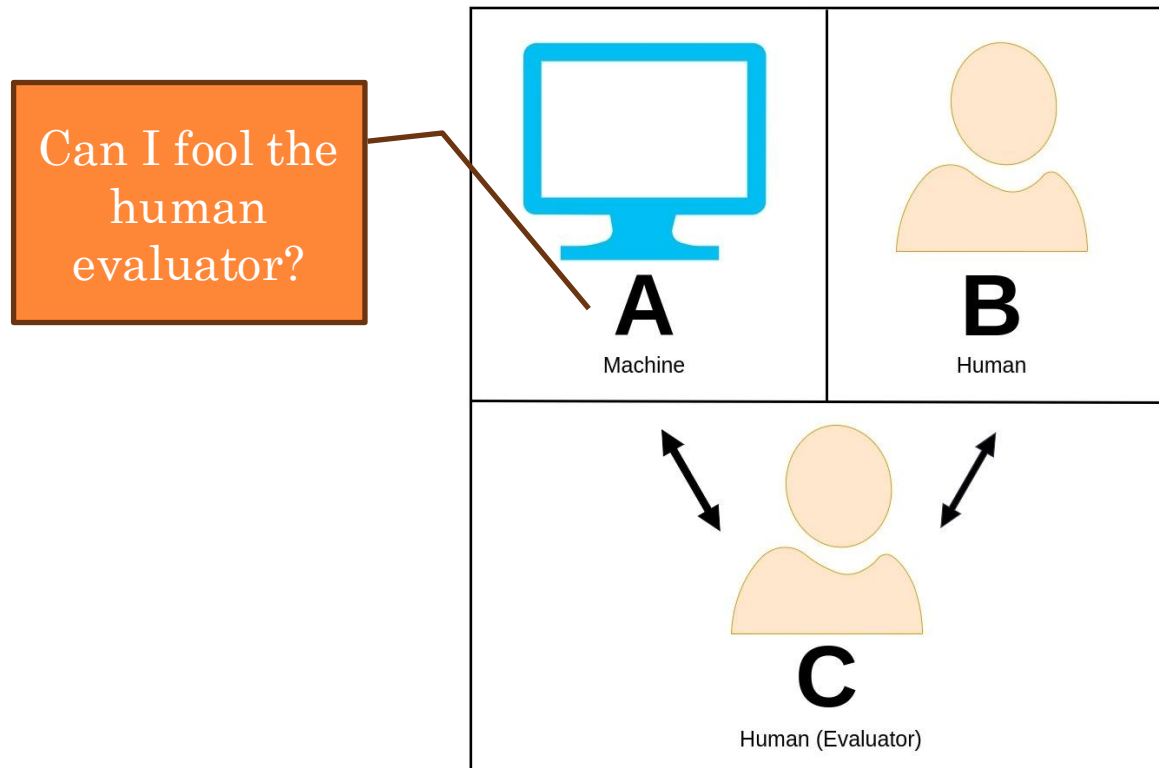 Can I fool the
human
evaluator?
A
Machine
B
Human
C
Human (Evaluator)